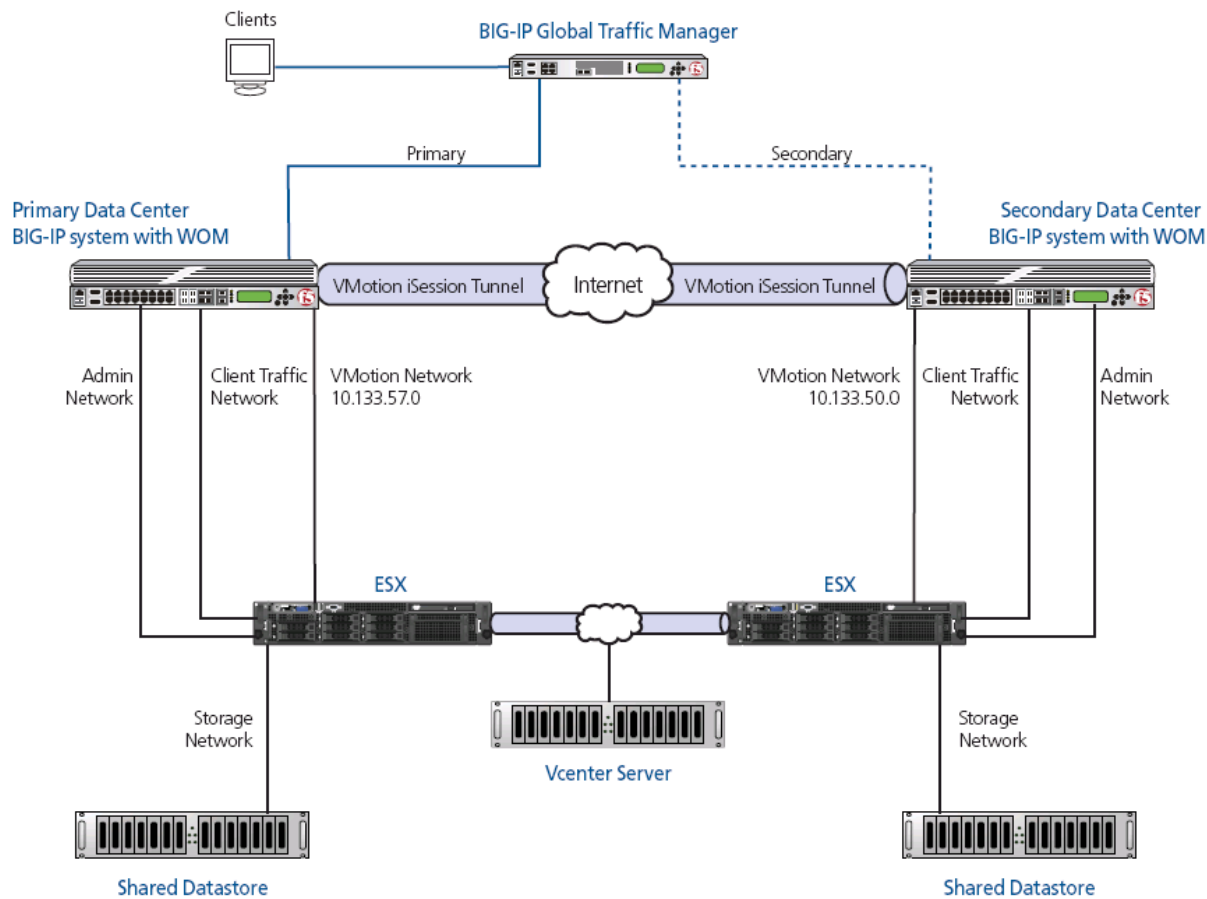 Clients
BIG-IP Global Traffic Manager
Primary
Secondary
Primary Data Center
BIG-IP system with WOM
Secondary Data Center
BIG-IP system with WOM
VMotion iSession Tunnel
Internet
VMotion iSession Tunnel
Admin
Network
Client Traffic
Network
VMotion Network
10.133.57.0
VMotion Network
10.133.50.0
Client Traffic
Network
Admin
Network
ESX
ESX
Storage
Network
Vcenter Server
Storage
Network
Shared Datastore
Shared Datastore